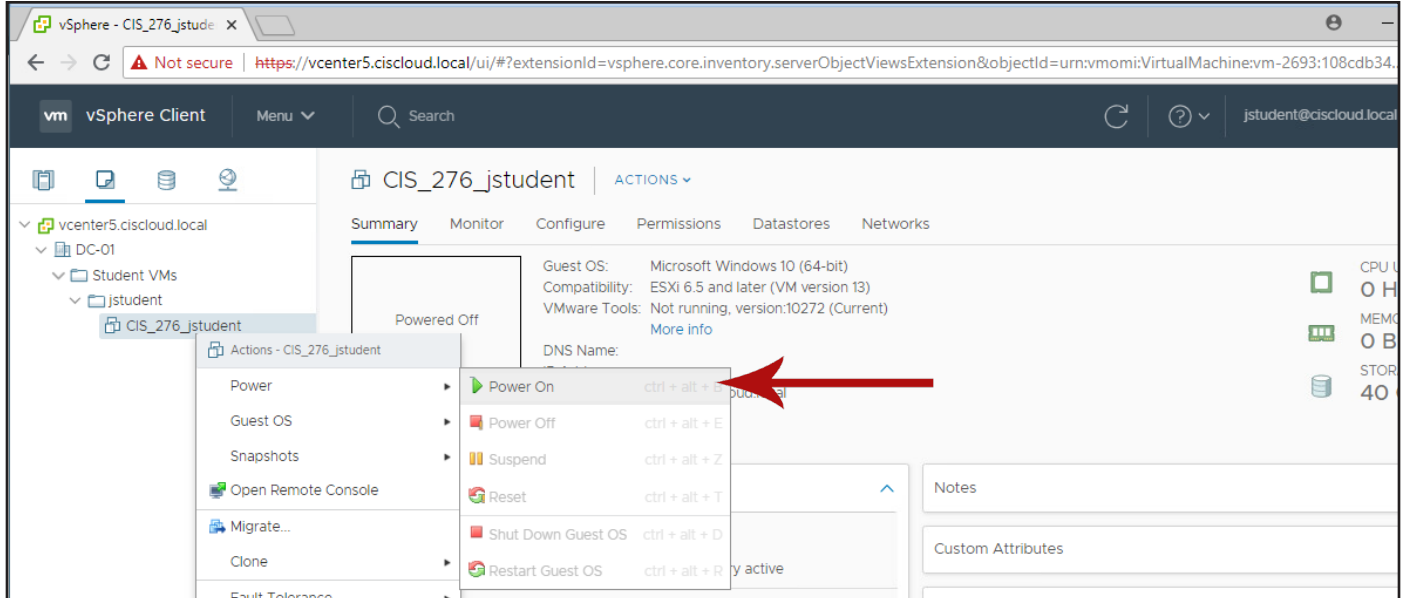 vSphere - CIS_276_jstude
Not secure | https://vcenter5.ciscloud.local/ui/#?extensionId=vsphere.core.inventory.serverObjectViewsExtension&objectId=urn:vmomi:VirtualMachine:vm-2693:108cdb34..
vm vSphere Client Menu Search jstudent@ciscloud.local
CIS_276_jstudent ACTIONS
Summary Monitor Configure Permissions Datastores Networks
vcenter5.ciscloud.local
DC-01
Student VMs
jstudent
CIS_276_jstudent
Powered Off
Guest OS: Microsoft Windows 10 (64-bit)
Compatibility: ESXi 6.5 and later (VM version 13)
VMware Tools: Not running, version:10272 (Current)
More info
DNS Name:
CPU
0
0 B
40
Actions - CIS_276_jstudent
Power
Guest OS
Snapshots
Open Remote Console
Migrate...
Clone
Fault Tolerance
Power On ctrl + alt + B
Power Off ctrl + alt + E
Suspend ctrl + alt + Z
Reset ctrl + alt + T
Shut Down Guest OS ctrl + alt + D
Restart Guest OS ctrl + alt + R
active
Notes
Custom Attributes